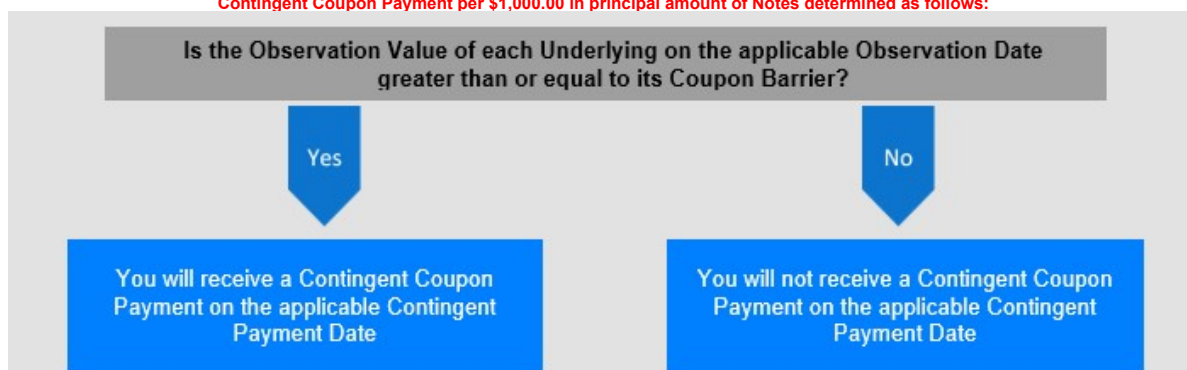 Contingent Coupon Payment per $1,000.00 in principal amount of Notes determined as follows:
Is the Observation Value of each Underlying on the applicable Observation Date
greater than or equal to its Coupon Barrier?
Yes
No
You will receive a Contingent Coupon
Payment on the applicable Contingent
Payment Date
You will not receive a Contingent Coupon
Payment on the applicable Contingent
Payment Date